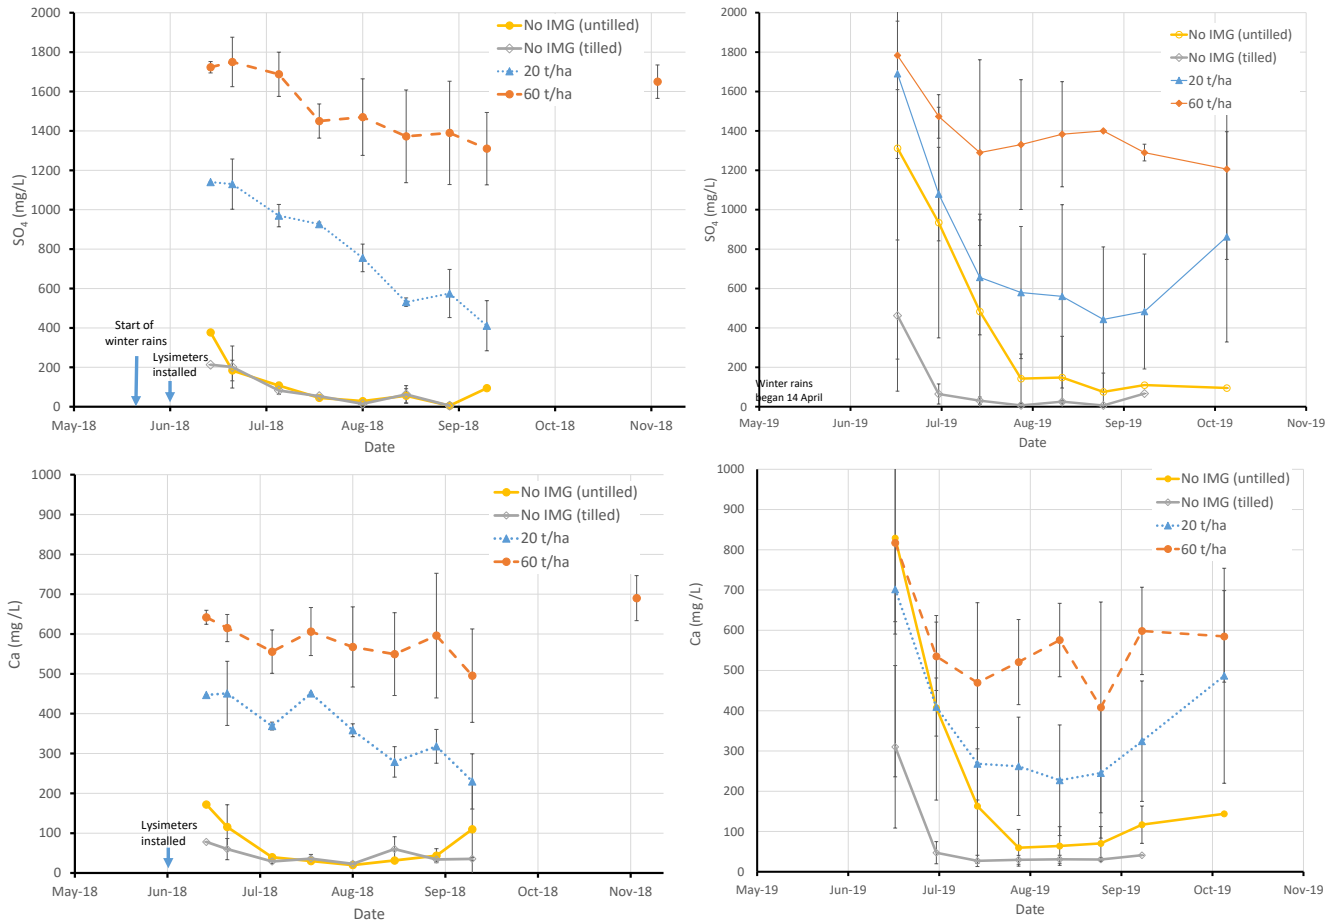 2000
1800
1600
1400
1200
1000
800
600
400
200
0
SO4 (mg/L)
No IMG (untilled)
No IMG (tilled)
20 t/ha
60 t/ha
Start of
winter rains
Lysimeters
installed
May-18 Jun-18 Jul-18 Aug-18 Sep-18 Oct-18 Nov-18
Date
2000
1800
1600
1400
1200
1000
800
600
400
200
0
SO4 (mg/L)
No IMG (untilled)
No IMG (tilled)
20 t/ha
60 t/ha
Winter rains
began 14 April
May-19 Jun-19 Jul-19 Aug-19 Sep-19 Oct-19 Nov-19
Date
1000
900
800
700
600
500
400
300
200
100
0
Ca (mg /L)
No IMG (untilled)
No IMG (tilled)
20 t/ha
60 t/ha
Lysimeters
installed
May-18 Jun-18 Jul-18 Aug-18 Sep-18 Oct-18 Nov-18
Date
1000
900
800
700
600
500
400
300
200
100
0
Ca (mg/L)
No IMG (untilled)
No IMG (tilled)
20 t/ha
60 t/ha
May-19 Jun-19 Jul-19 Aug-19 Sep-19 Oct-19 Nov-19
Date